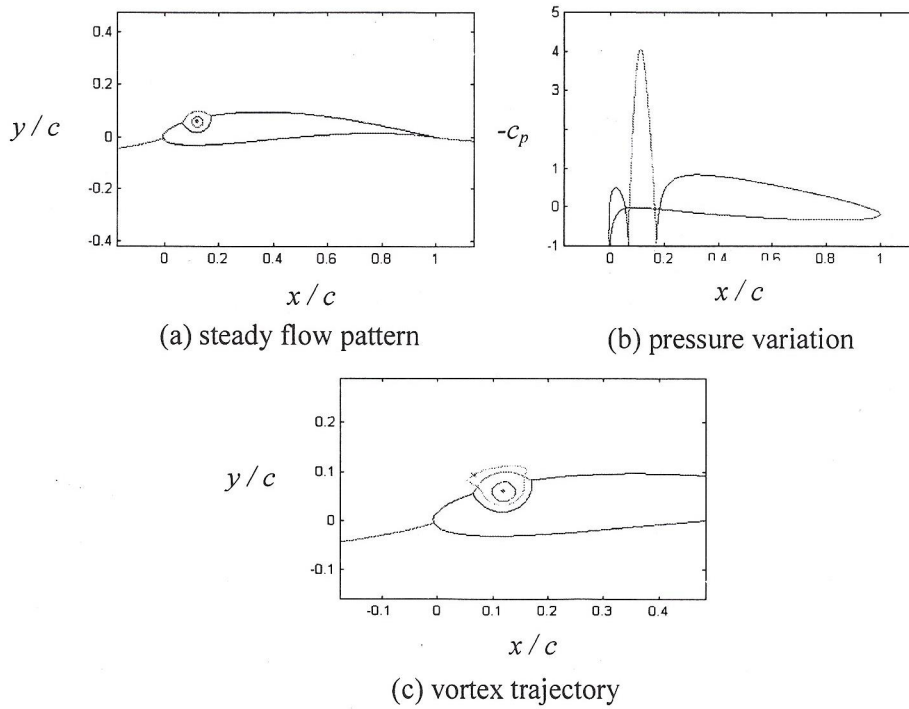 0.4
0.2
0
-0.2
-0.4
y / c
0 0.2 0.4 0.6 0.8 1
x / c
(a) steady flow pattern
5
4
3
2
1
0
-1
-c_p
0 0.2 0.4 0.6 0.8 1
x / c
(b) pressure variation
0.2
0.1
0
-0.1
y / c
-0.1 0 0.1 0.2 0.3 0.4
x / c
(c) vortex trajectory